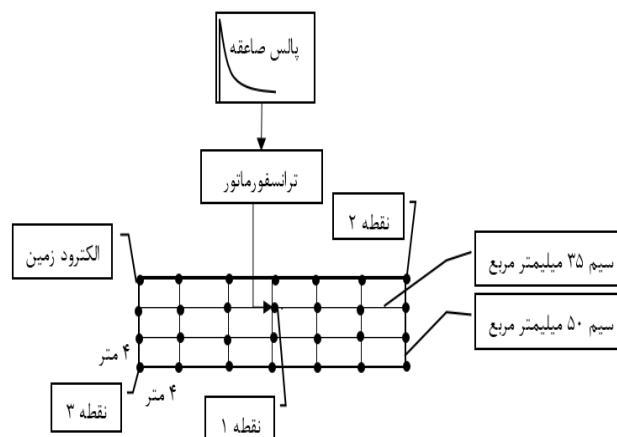 پالس صاعقه
ترانسفورماتور
نقطه ۲
الکترود زمین
سیم ۳۵ میلیمتر مربع
سیم ۵۰ میلیمتر مربع
۴ متر
۴ متر
نقطه ۳
نقطه ۱